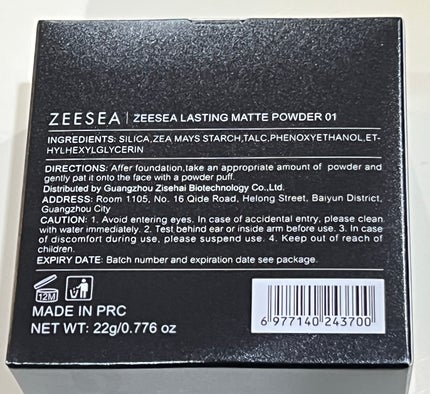 ZEESEA | ZEESEA LASTING MATTE POWDER 01
INGREDIENTS: SILICA,ZEA MAYS STARCH,TALC,PHENOXYETHANOL,ET-
HYLHEXYLGLYCERIN
DIRECTIONS: Affer foundation,take an appropriate amount of powder and
gently pat it onto the face with a powder puff.
Distributed by Guangzhou Zisehai Biotechnology Co.,Ltd.
ADDRESS: Room 1105, No. 16 Qide Road, Helong Street, Baiyun District,
Guangzhou City
CAUTION: 1. Avoid entering eyes. In case of accidental entry, please clean
with water immediately. 2. Test behind ear or inside arm before use. 3. In case
of discomfort during use, please suspend use. 4. Keep out of reach of
children.
EXPIRY DATE: Batch number and expiration date see package.
12M
MADE IN PRC
NET WT: 22g/0.776 oz
6 977140 243700